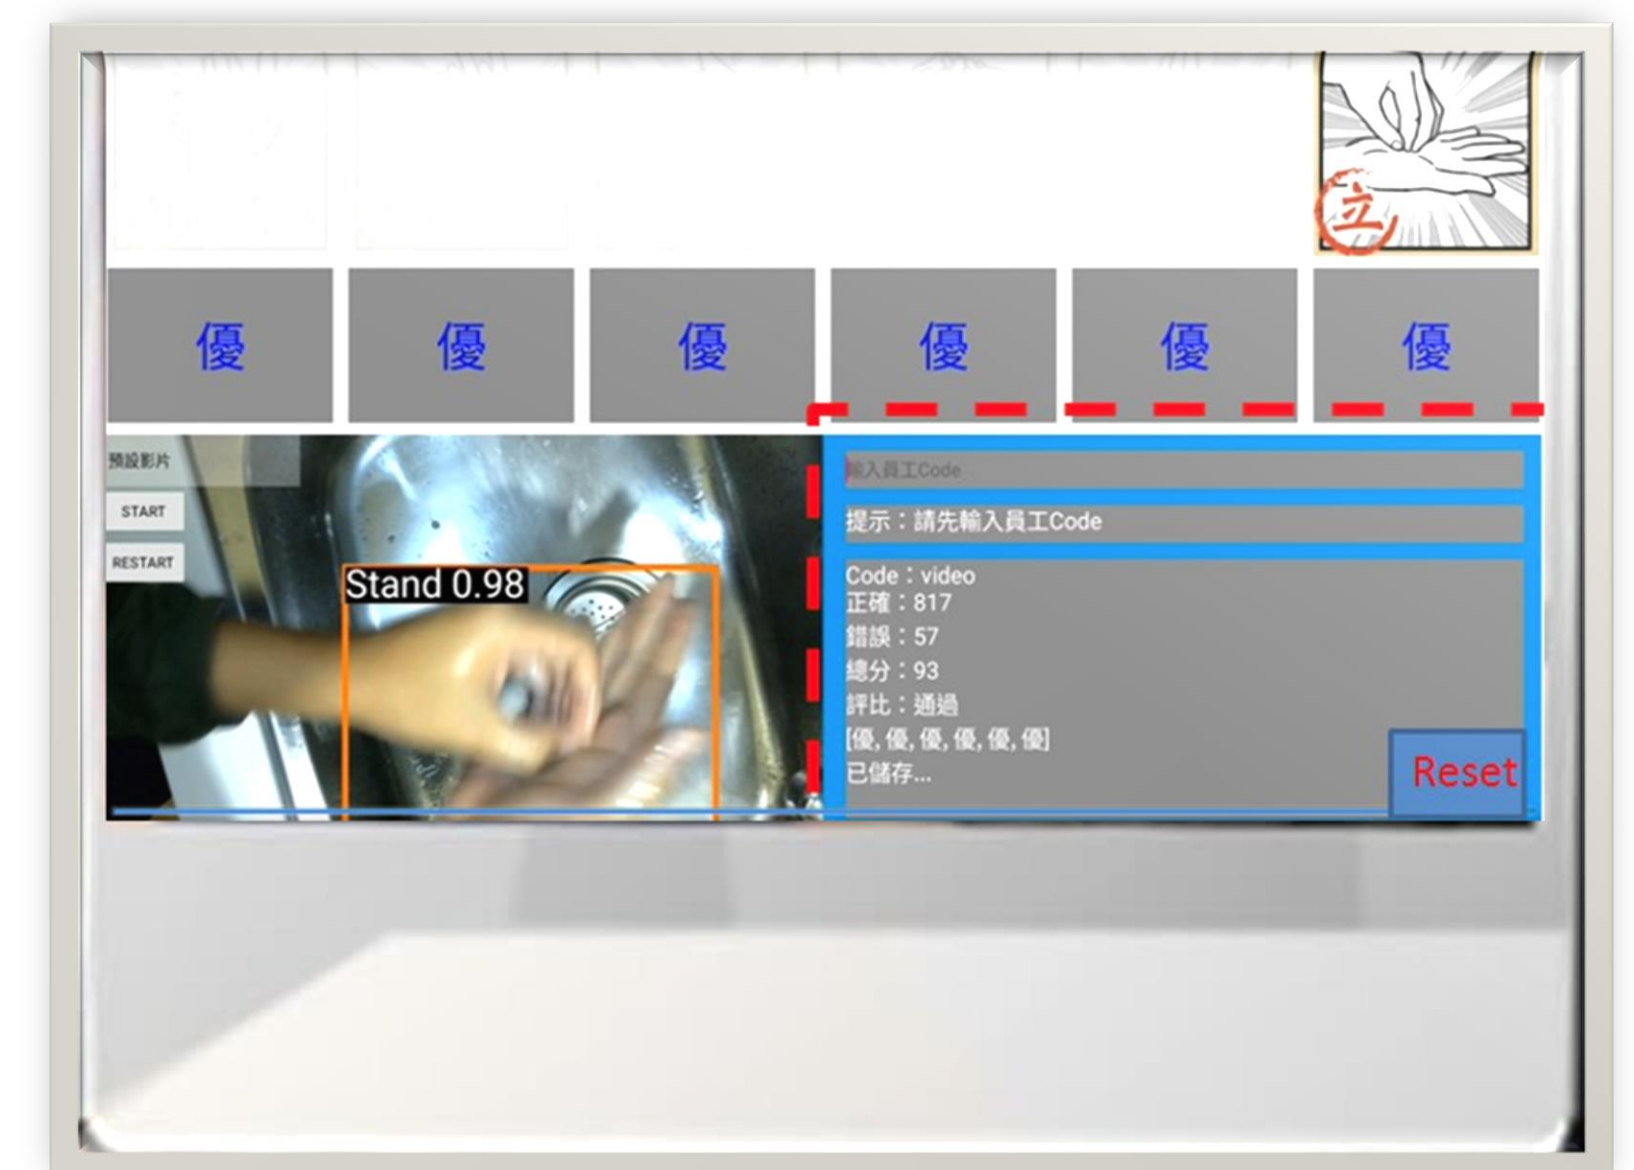 立
優
優
優
優
優
優
預設影片
START
RESTART
Stand 0.98
輸入員工Code
提示：請先輸入員工Code
Code：video
正確：817
錯誤：57
總分：93
評比：通過
[優, 優, 優, 優, 優, 優]
已儲存...
Reset